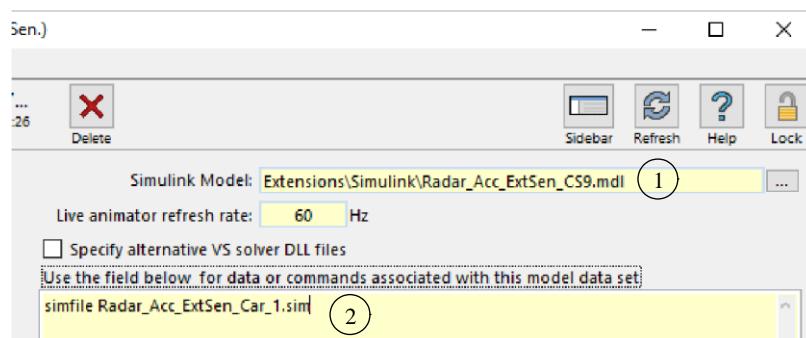 Sen.)
...
:26
Delete
Sidebar Refresh Help Lock
Simulink Model: Extensions\Simulink\Radar_Acc_ExtSen_CS9.mdl 1 ...
Live animator refresh rate: 60 Hz
Specify alternative VS solver DLL files
Use the field below for data or commands associated with this model data set
simfile Radar_Acc_ExtSen_Car_1.sim 2